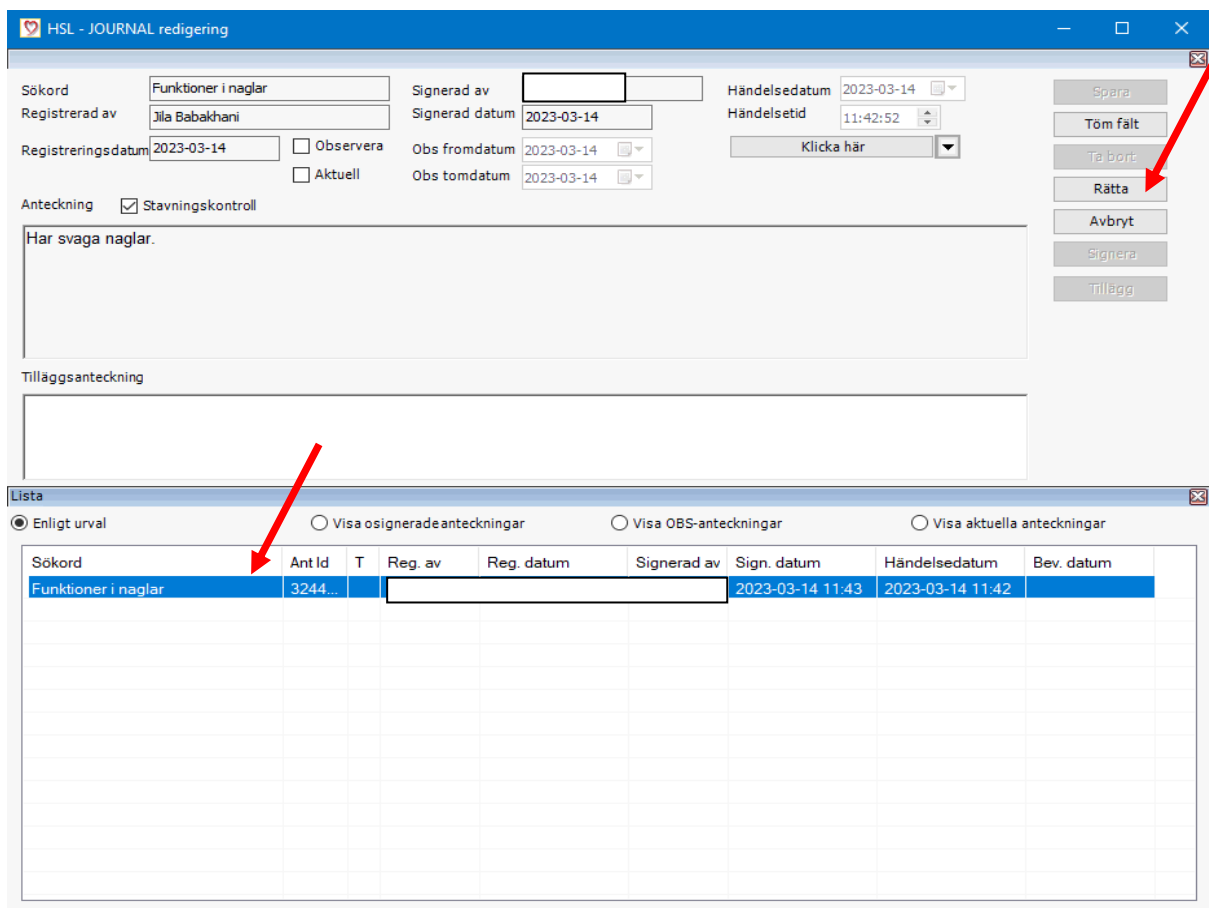 HSL - JOURNAL redigering
Sökord Funktioner i naglar Signerad av Händelsedatum 2023-03-14 Spara
Registrerad av Jila Babakhani Signerad datum 2023-03-14 Händelsetid 11:42:52 Töm fält
Registreringsdatum 2023-03-14 Observera Obs fromdatum 2023-03-14 Klicka här Ta bort
Aktuell Obs tomdatum 2023-03-14 Rätta
Anteckning Stavningskontroll Avbryt
Har svaga naglar.
Signera
Tillägg
Tilläggsanteckning
Lista
Enligt urval Visa osigneradeanteckningar Visa OBS-anteckningar Visa aktuella anteckningar
Sökord Ant Id T Reg. av Reg. datum Signerad av Sign. datum Händelsedatum Bev. datum
Funktioner i naglar 3244... 2023-03-14 11:43 2023-03-14 11:42